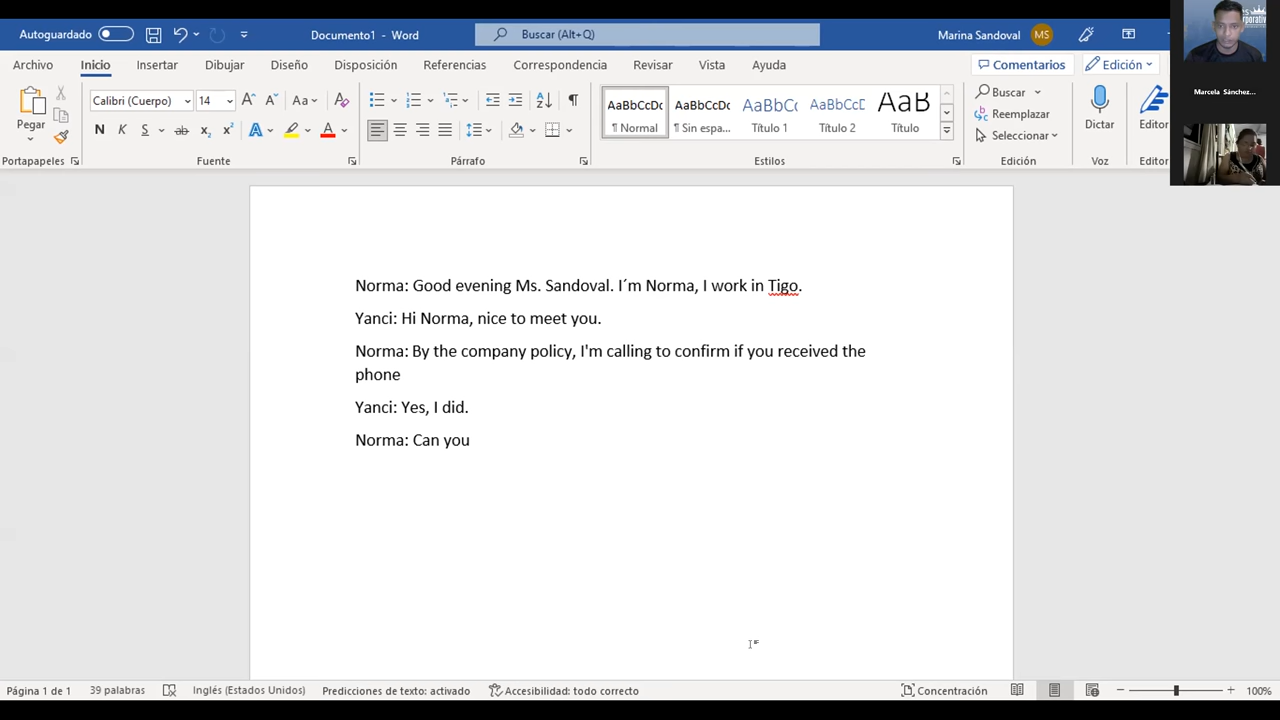 Autoguardado
Documento1 - Word
Buscar (Alt+Q)
Marina Sandoval
MS
Archivo Inicio Insertar Dibujar Diseño Disposición Referencias Correspondencia Revisar Vista Ayuda
Comentarios
Edición
Pegar
Portapapeles
Calibri (Cuerpo) 14
Fuente
Párrafo
AaBbCcDc AaBbCcDc AaBbCc AaBbCcD AaB
¶ Normal ¶ Sin espa... Título 1 Título 2 Título
Estilos
Buscar
Reemplazar
Seleccionar
Edición
Dictar
Voz
Editor
Editor
Marcela Sánchez...
Norma: Good evening Ms. Sandoval. I´m Norma, I work in Tigo.
Yanci: Hi Norma, nice to meet you.
Norma: By the company policy, I'm calling to confirm if you received the
phone
Yanci: Yes, I did.
Norma: Can you
Página 1 de 1
39 palabras
Inglés (Estados Unidos)
Predicciones de texto: activado
Accesibilidad: todo correcto
Concentración
100%